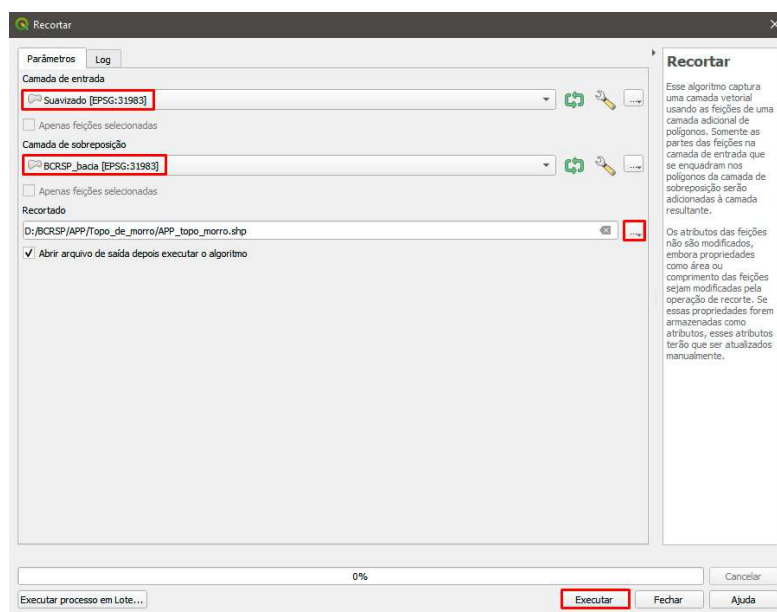 Recortar
Parâmetros
Log
Camada de entrada
Suavizado [EPSG:31983]
Apenas feições selecionadas
Camada de sobreposição
BCRSP_bacia [EPSG:31983]
Apenas feições selecionadas
Recortado
D:/BCRSP/APP/Topo_de_morro/APP_topo_morro.shp
Abrir arquivo de saída depois executar o algoritmo
Recortar
Esse algoritmo captura
uma camada vetorial
usando as feições de uma
camada adicional de
polígonos. Somente as
partes das feições na
camada de entrada que
se enquadram nos
polígonos da camada de
sobreposição serão
adicionadas à camada
resultante.
Os atributos das feições
não são modificados,
embora propriedades
como área ou
comprimento das feições
sejam modificadas pela
operação de recorte. Se
essas propriedades forem
armazenadas como
atributos, esses atributos
terão que ser atualizados
manualmente.
0%
Cancelar
Executar processo em Lote...
Executar
Fechar
Ajuda